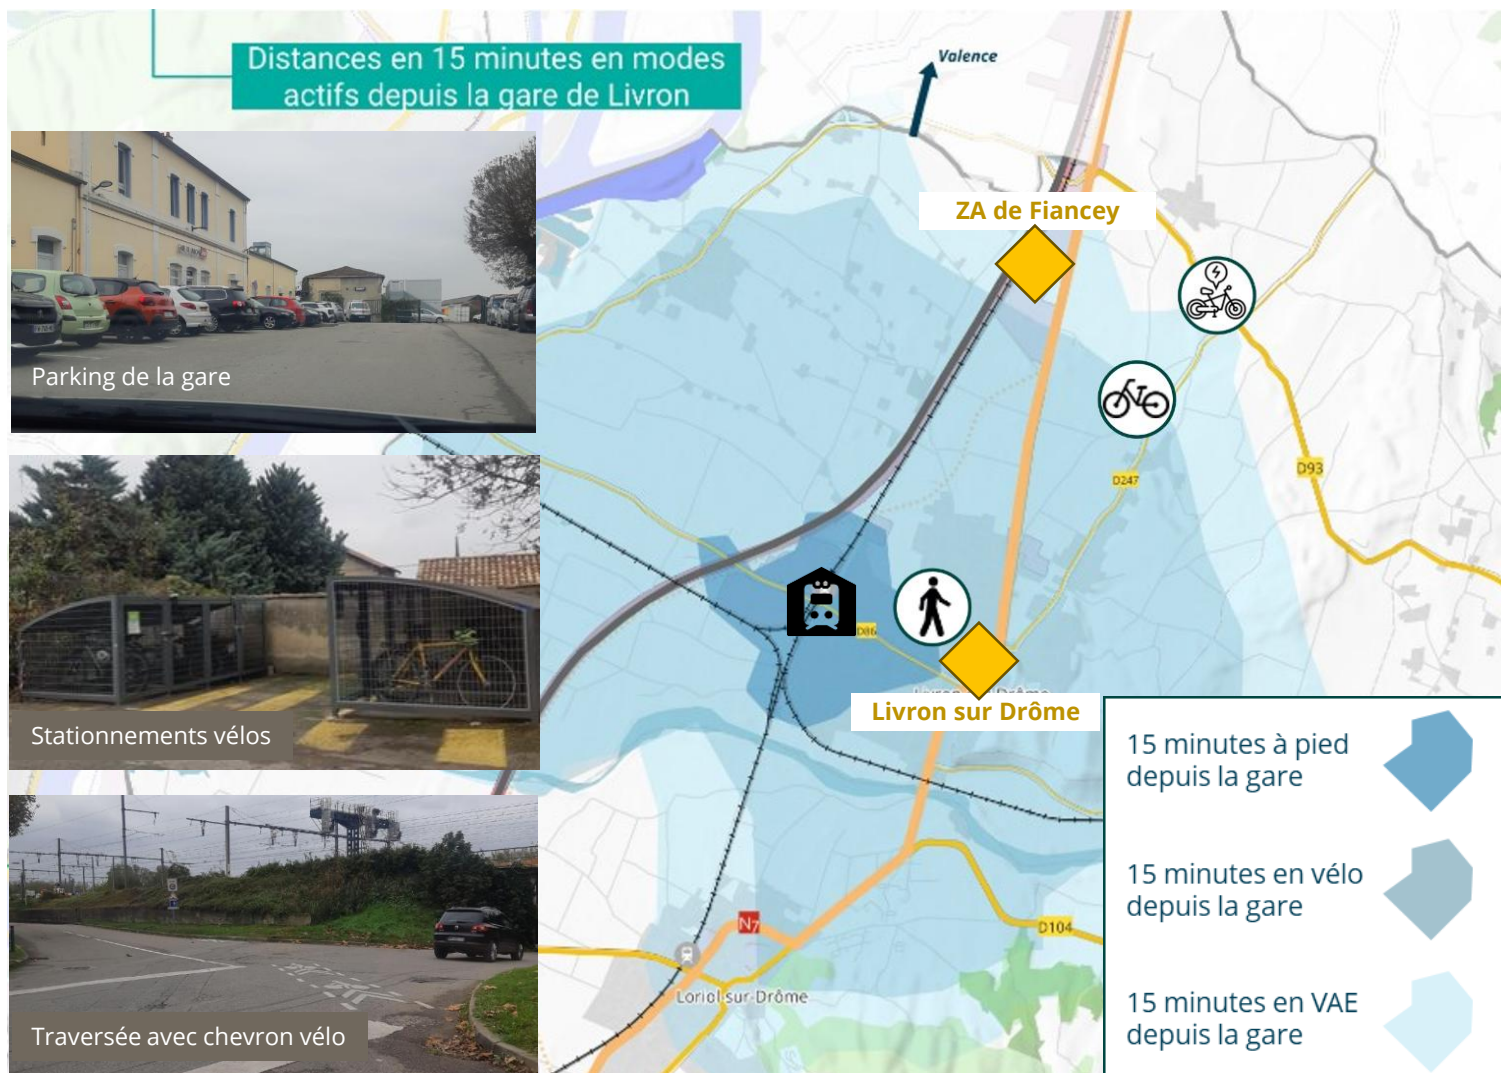 Distances en 15 minutes en modes
actifs depuis la gare de Livron
Valence
ZA de Fiancey
Parking de la gare
D93
D247
D86
Livron sur Drôme
Stationnements vélos
15 minutes à pied
depuis la gare
15 minutes en vélo
depuis la gare
15 minutes en VAE
depuis la gare
N7
D104
Loriol-sur-Drôme
Traversée avec chevron vélo